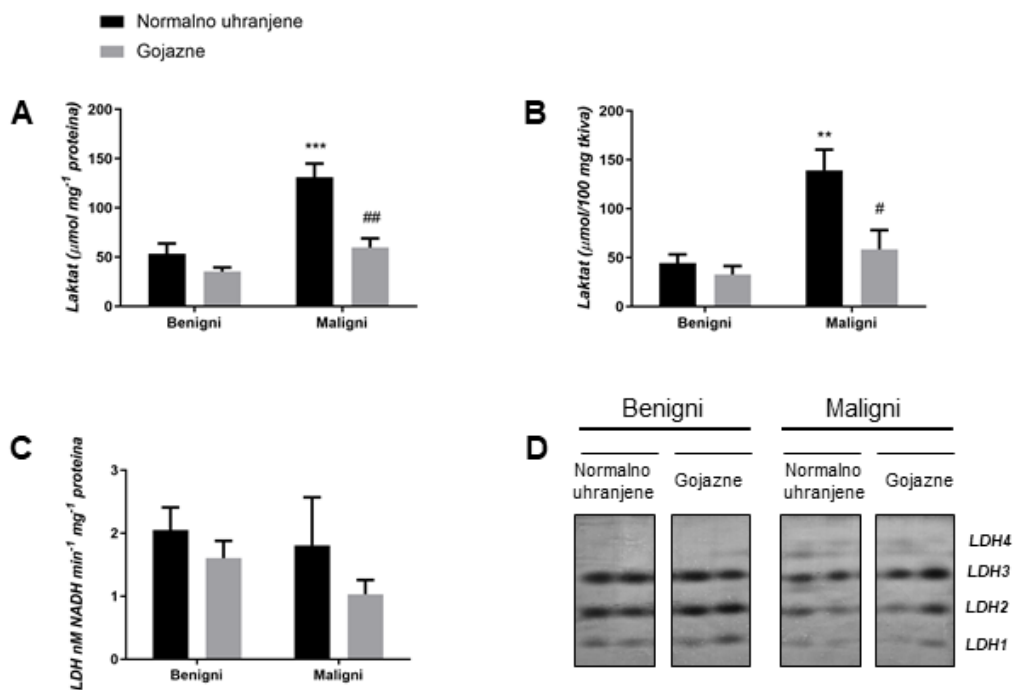 Normalno uhranjene
Gojazne
A
Laktat (μmol mg⁻¹ proteina)
200
150
100
50
0
***
##
Benigni
Maligni
B
Laktat (μmol/100 mg tkiva)
200
150
100
50
0
**
#
Benigni
Maligni
C
LDH nM NADH min⁻¹ mg⁻¹ proteina
3
2
1
0
Benigni
Maligni
D
Benigni
Maligni
Normalno
uhranjene
Gojazne
Normalno
uhranjene
Gojazne
LDH4
LDH3
LDH2
LDH1